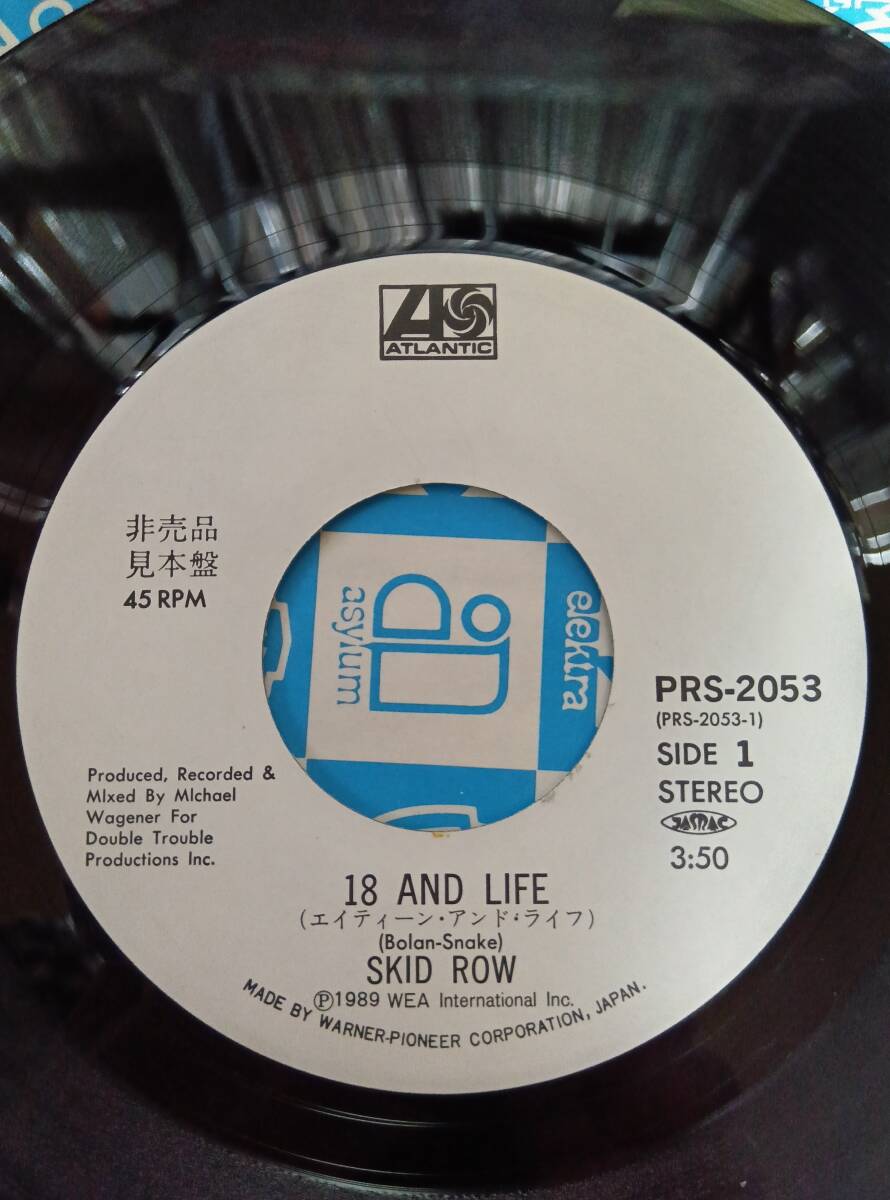 ATLANTIC
非売品
見本盤
45 RPM
asylum
elektra
PRS-2053
(PRS-2053-1)
SIDE 1
STEREO
JASRAC
3:50
Produced, Recorded &
MIxed By MIchael
Wagener For
Double Trouble
Productions Inc.
18 AND LIFE
(エイティーン・アンド・ライフ)
(Bolan-Snake)
SKID ROW
Ⓟ1989 WEA International Inc.
MADE BY WARNER-PIONEER CORPORATION, JAPAN.